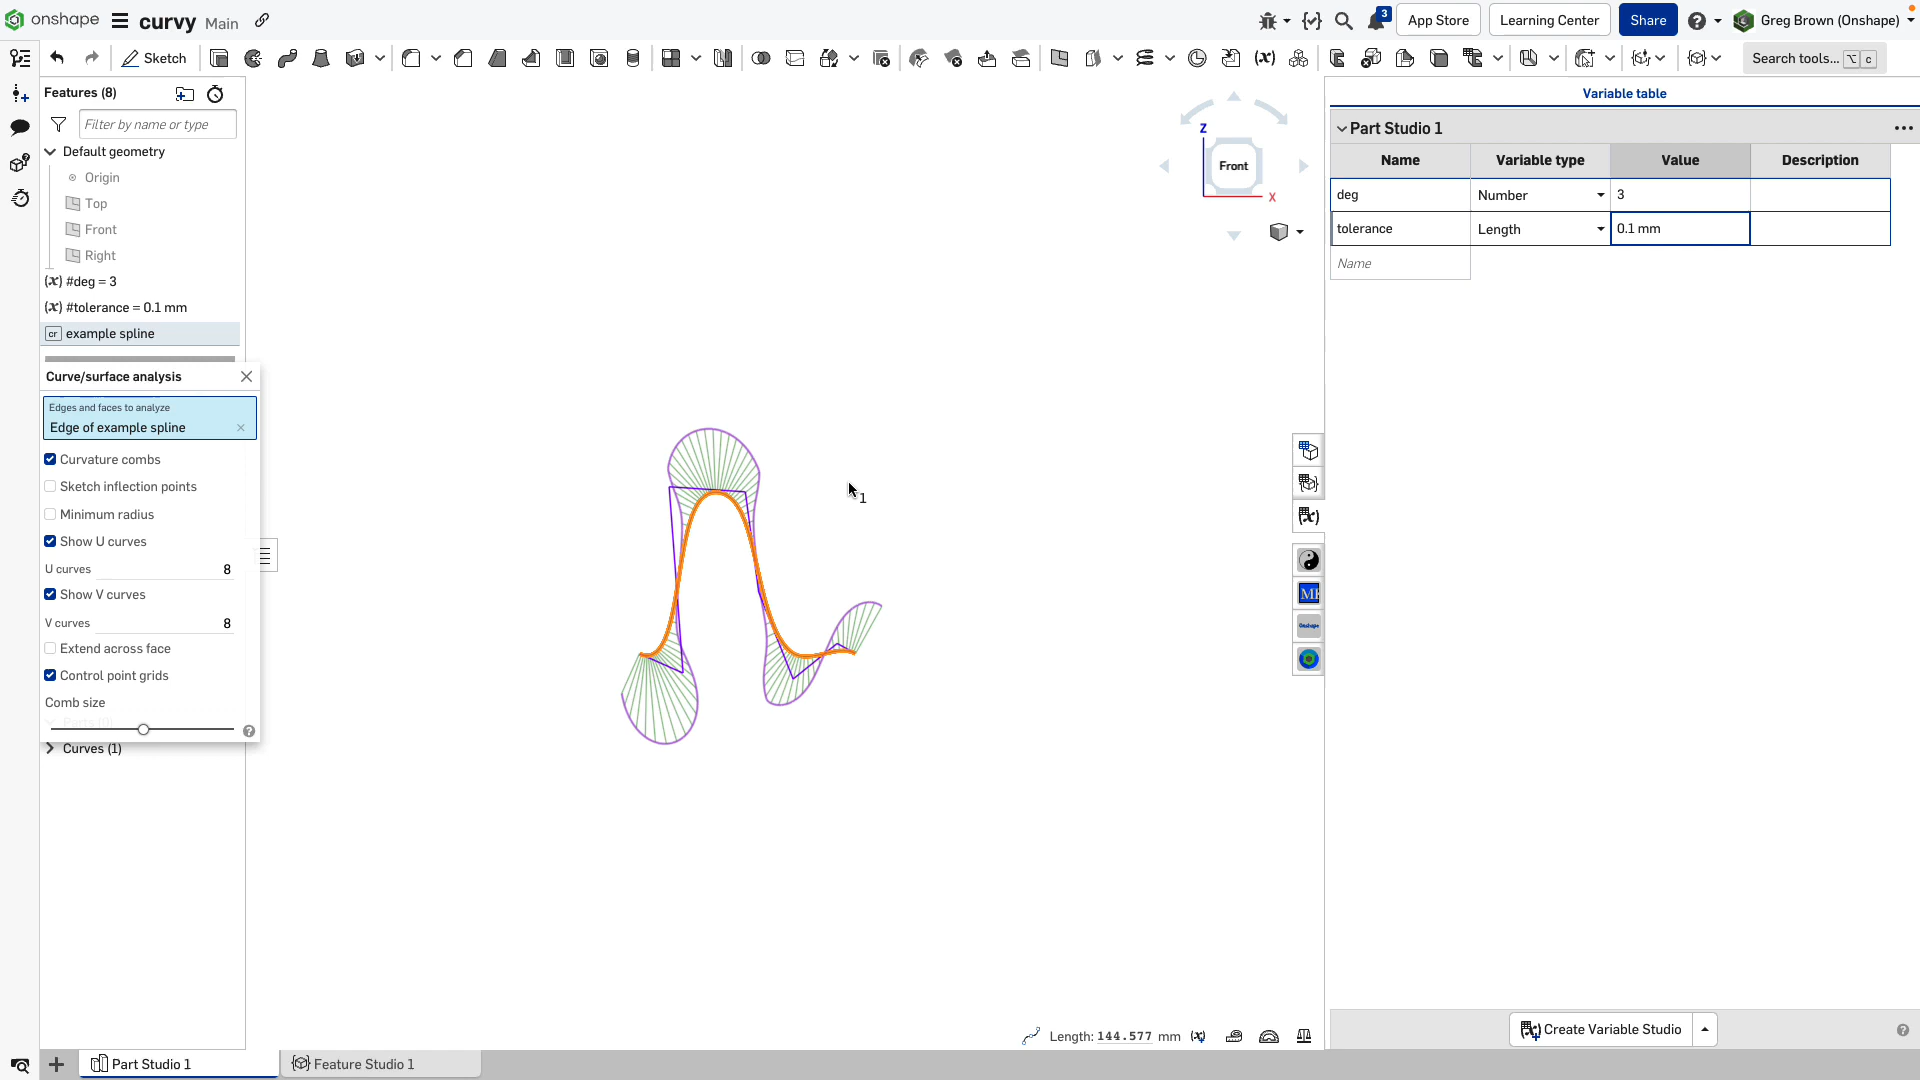 onshape curvy Main 3 App Store Learning Center Share Greg Brown (Onshape)
Sketch Search tools... ⌥ c
Features (8)
Filter by name or type
Default geometry
Origin
Top
Front
Right
(x) #deg = 3
(x) #tolerance = 0.1 mm
cr example spline
Curve/surface analysis
Edges and faces to analyze
Edge of example spline
Curvature combs
Sketch inflection points
Minimum radius
Show U curves
U curves 8
Show V curves
V curves 8
Extend across face
Control point grids
Comb size
Parts (0)
Curves (1)
Z
Front
X
1
Variable table
Part Studio 1
Name Variable type Value Description
deg Number 3
tolerance Length 0.1 mm
Name
(x)
Onshape
Length: 144.577 mm (x)
Create Variable Studio
Part Studio 1 Feature Studio 1